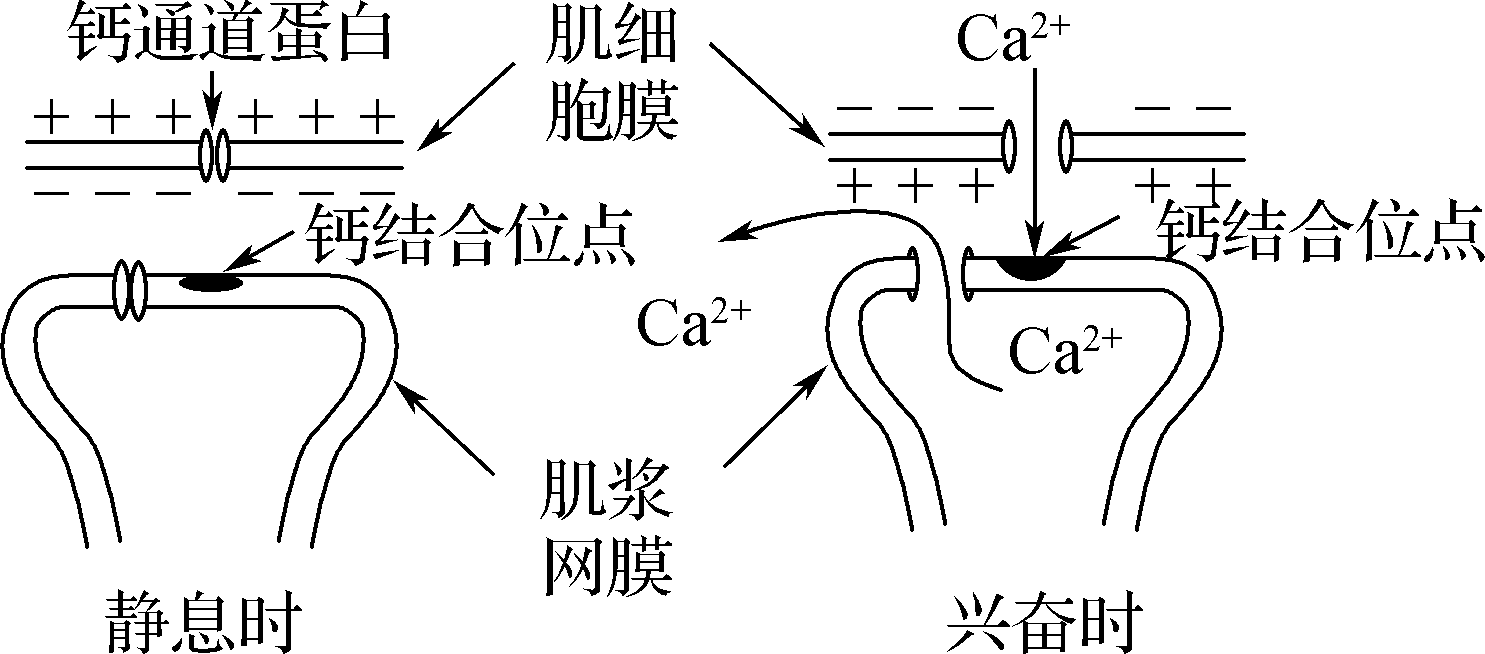 钙通道蛋白
肌细
胞膜
Ca²⁺
+ + + + + +
− − − − −
− − − − − −
+ + + + +
钙结合位点
钙结合位点
Ca²⁺
Ca²⁺
肌浆
网膜
静息时
兴奋时